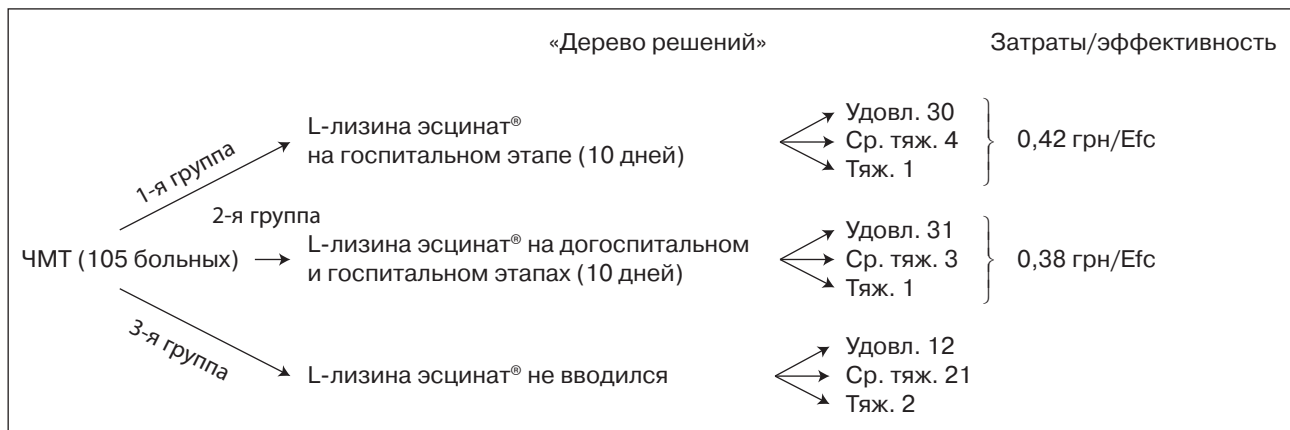 «Дерево решений»
Затраты/эффективность
1-я группа
L-лизина эсцинат®
на госпитальном этапе (10 дней)
Удовл. 30
Ср. тяж. 4
Тяж. 1
0,42 грн/Efc
ЧМТ (105 больных)
2-я группа
L-лизина эсцинат® на догоспитальном
и госпитальном этапах (10 дней)
Удовл. 31
Ср. тяж. 3
Тяж. 1
0,38 грн/Efc
3-я группа
L-лизина эсцинат® не вводился
Удовл. 12
Ср. тяж. 21
Тяж. 2